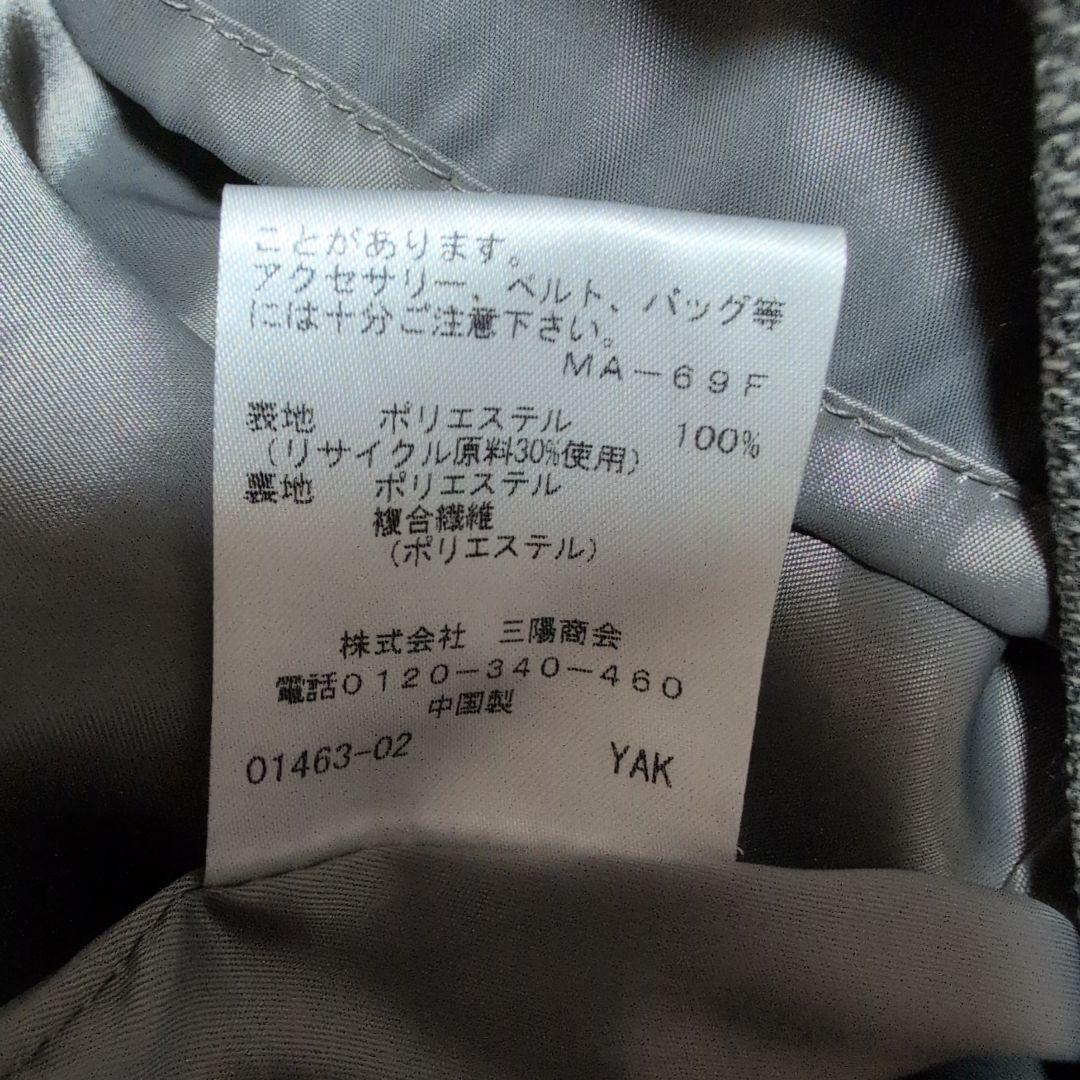 ことがあります。
アクセサリー、ベルト、バッグ等
には十分ご注意下さい。
MA-69F
表地 ポリエステル 100%
(リサイクル原料30%使用)
裏地 ポリエステル
複合繊維
(ポリエステル)
株式会社 三陽商会
電話0120-340-460
中国製
01463-02 YAK